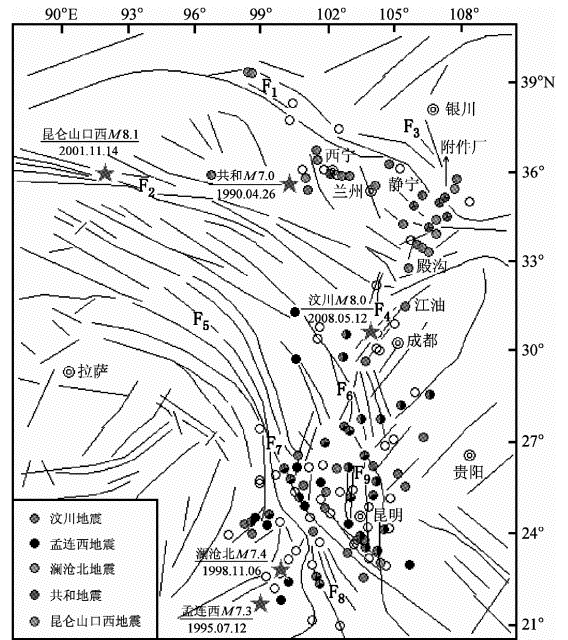 90°E 93° 96° 99° 102° 105° 108°
39°N
F1
银川
F3
附件厂
昆仑山口西M8.1
2001.11.14
西宁
36°
共和M7.0
1990.04.26
兰州
静宁
F2
33°
殿沟
汶川M8.0
2008.05.12
F4
江油
F5
成都
30°
拉萨
F6
27°
F7
贵阳
F9
昆明
汶川地震
孟连西地震
澜沧北地震
共和地震
昆仑山口西地震
24°
澜沧北M7.4
1998.11.06
F8
孟连西M7.3
1995.07.12
21°